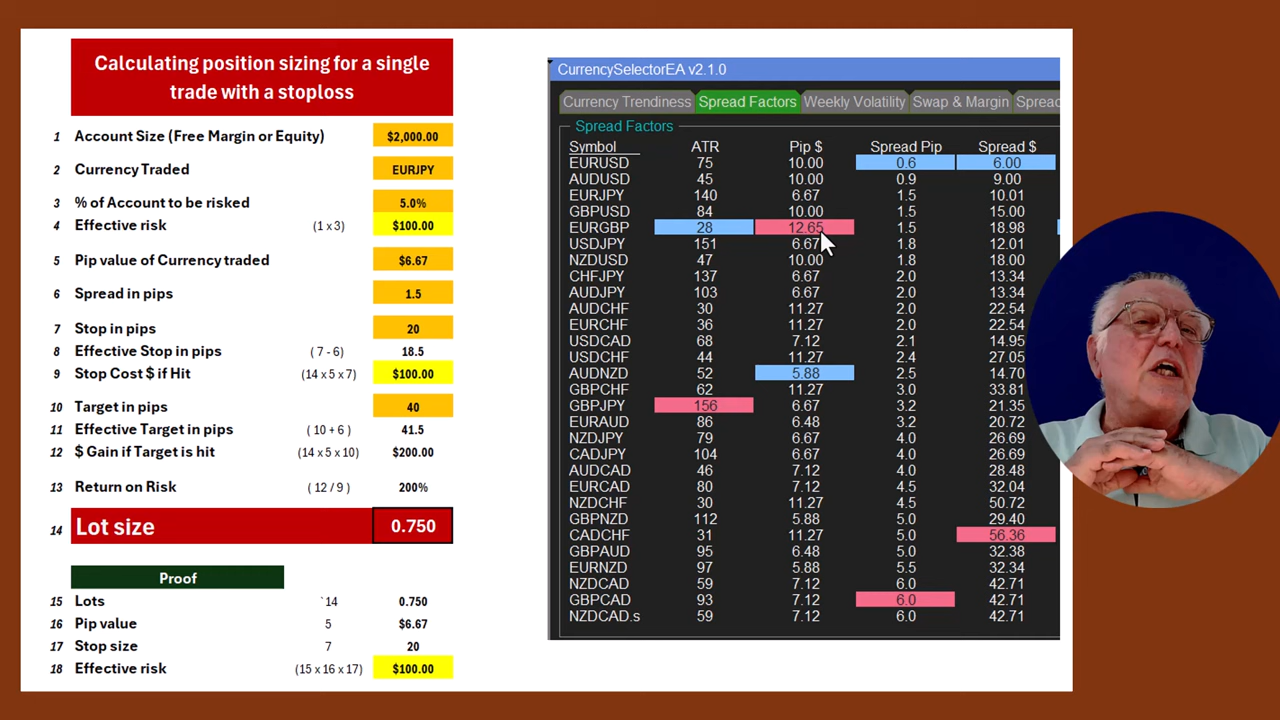 Calculating position sizing for a single
trade with a stoploss
1 Account Size (Free Margin or Equity) $2,000.00
2 Currency Traded EURJPY
3 % of Account to be risked 5.0%
4 Effective risk (1 x 3) $100.00
5 Pip value of Currency traded $6.67
6 Spread in pips 1.5
7 Stop in pips 20
8 Effective Stop in pips ( 7 - 6) 18.5
9 Stop Cost $ if Hit (14 x 5 x 7) $100.00
10 Target in pips 40
11 Effective Target in pips ( 10 + 6 ) 41.5
12 $ Gain if Target is hit (14 x 5 x 10) $200.00
13 Return on Risk ( 12 / 9 ) 200%
14 Lot size 0.750
Proof
15 Lots `14 0.750
16 Pip value 5 $6.67
17 Stop size 7 20
18 Effective risk (15 x 16 x 17) $100.00
CurrencySelectorEA v2.1.0
Currency Trendiness Spread Factors Weekly Volatility Swap & Margin Spread
Spread Factors
Symbol ATR Pip $ Spread Pip Spread $
EURUSD 75 10.00 0.6 6.00
AUDUSD 45 10.00 0.9 9.00
EURJPY 140 6.67 1.5 10.01
GBPUSD 84 10.00 1.5 15.00
EURGBP 28 12.65 1.5 18.98
USDJPY 151 6.67 1.8 12.01
NZDUSD 47 10.00 1.8 18.00
CHFJPY 137 6.67 2.0 13.34
AUDJPY 103 6.67 2.0 13.34
AUDCHF 30 11.27 2.0 22.54
EURCHF 36 11.27 2.0 22.54
USDCAD 68 7.12 2.1 14.95
USDCHF 44 11.27 2.4 27.05
AUDNZD 52 5.88 2.5 14.70
GBPCHF 62 11.27 3.0 33.81
GBPJPY 156 6.67 3.2 21.35
EURAUD 86 6.48 3.2 20.72
NZDJPY 79 6.67 4.0 26.69
CADJPY 104 6.67 4.0 26.69
AUDCAD 46 7.12 4.0 28.48
EURCAD 80 7.12 4.5 32.04
NZDCHF 30 11.27 4.5 50.72
GBPNZD 112 5.88 5.0 29.40
CADCHF 31 11.27 5.0 56.36
GBPAUD 95 6.48 5.0 32.38
EURNZD 97 5.88 5.5 32.34
NZDCAD 59 7.12 6.0 42.71
GBPCAD 93 7.12 6.0 42.71
NZDCAD.s 59 7.12 6.0 42.71